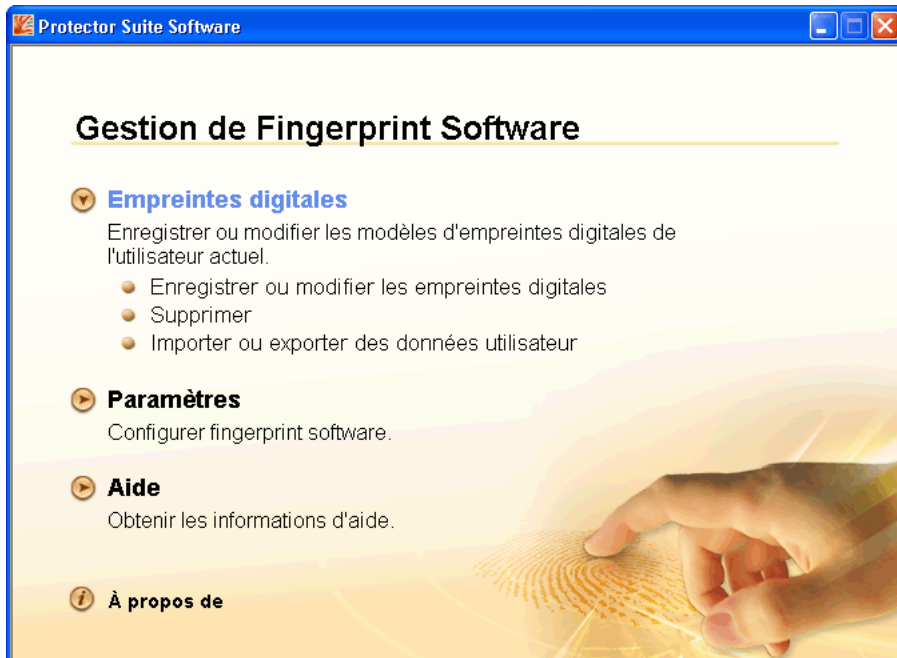 Protector Suite Software
Gestion de Fingerprint Software
Empreintes digitales
Enregistrer ou modifier les modèles d'empreintes digitales de
l'utilisateur actuel.
Enregistrer ou modifier les empreintes digitales
Supprimer
Importer ou exporter des données utilisateur
Paramètres
Configurer fingerprint software.
Aide
Obtenir les informations d'aide.
À propos de